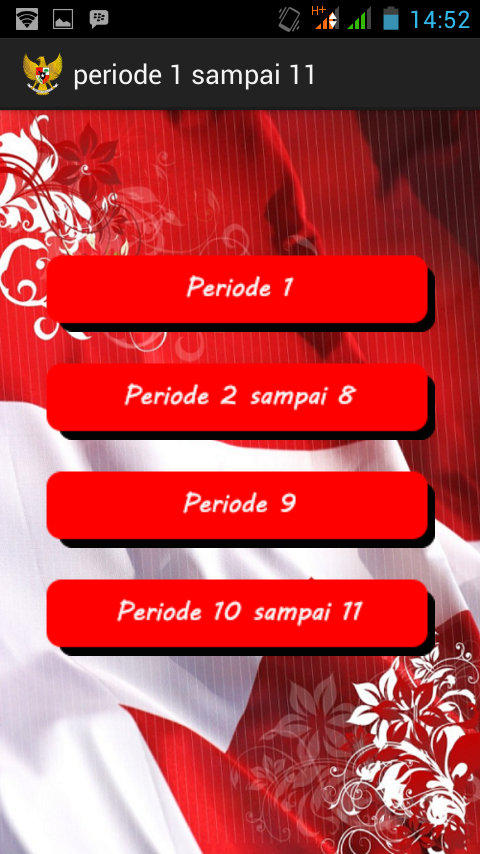 H+ 14:52
periode 1 sampai 11
Periode 1
Periode 2 sampai 8
Periode 9
Periode 10 sampai 11